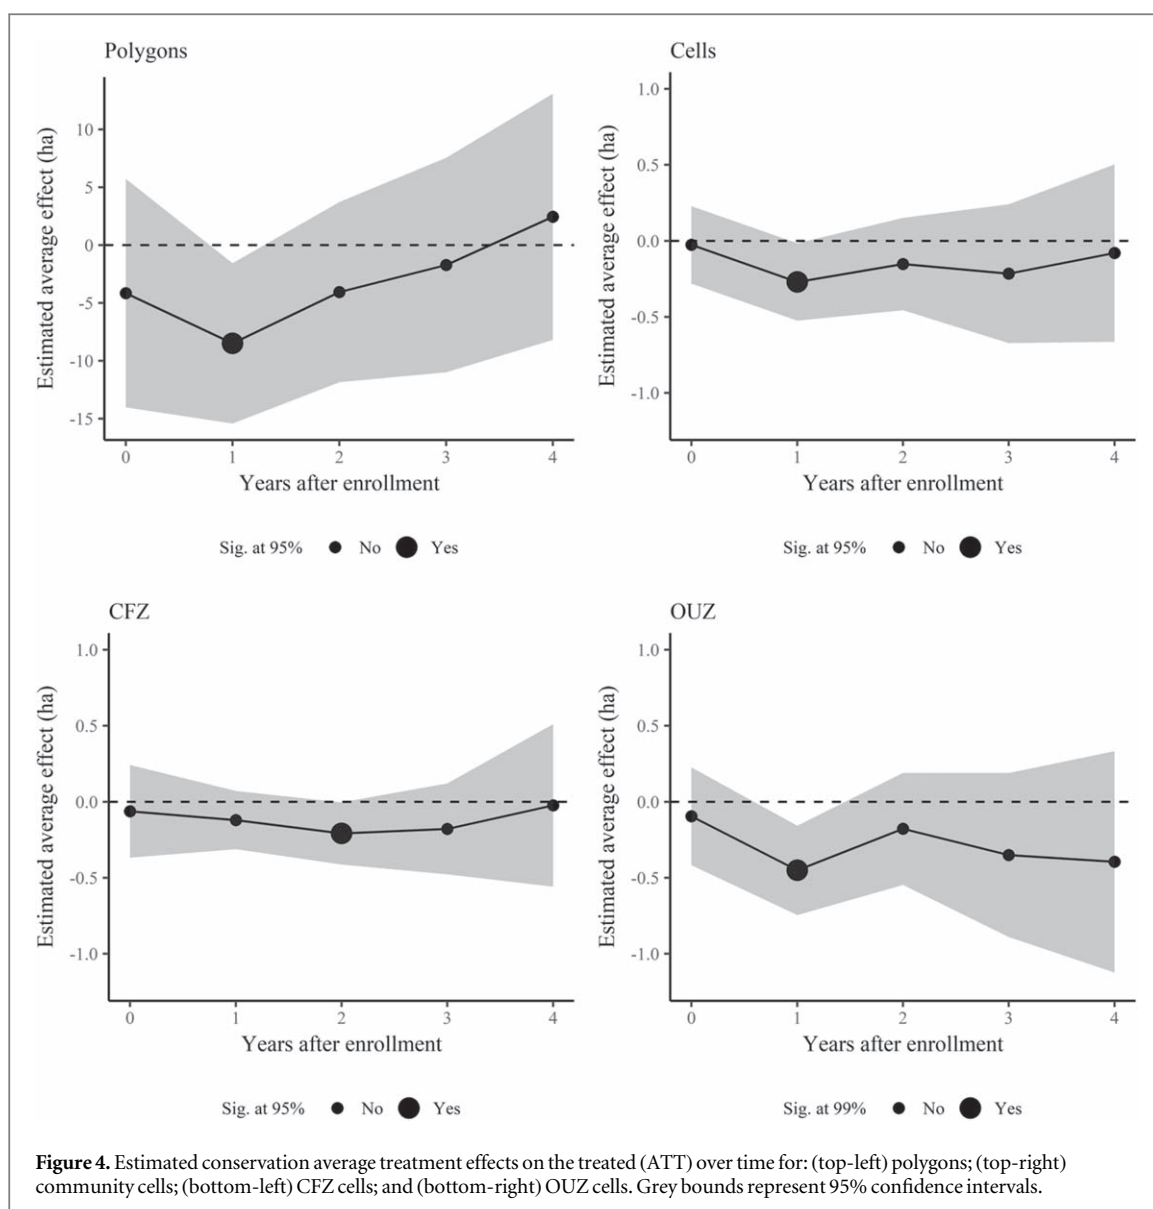 Polygons
Estimated average effect (ha)
10
5
0
-5
-10
-15
0 1 2 3 4
Years after enrollment
Sig. at 95% No Yes
Cells
Estimated average effect (ha)
1.0
0.5
0.0
-0.5
-1.0
0 1 2 3 4
Years after enrollment
Sig. at 95% No Yes
CFZ
Estimated average effect (ha)
1.0
0.5
0.0
-0.5
-1.0
0 1 2 3 4
Years after enrollment
Sig. at 95% No Yes
OUZ
Estimated average effect (ha)
1.0
0.5
0.0
-0.5
-1.0
0 1 2 3 4
Years after enrollment
Sig. at 99% No Yes
Figure 4. Estimated conservation average treatment effects on the treated (ATT) over time for: (top-left) polygons; (top-right)
community cells; (bottom-left) CFZ cells; and (bottom-right) OUZ cells. Grey bounds represent 95% confidence intervals.